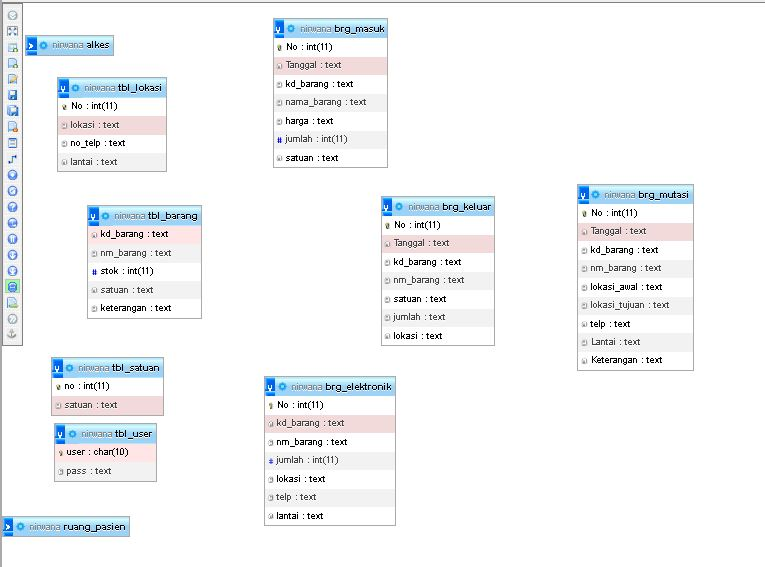 nirwana alkes
nirwana tbl_lokasi
No : int(11)
lokasi : text
no_telp : text
lantai : text
nirwana brg_masuk
No : int(11)
Tanggal : text
kd_barang : text
nama_barang : text
harga : text
# jumlah : int(11)
satuan : text
nirwana tbl_barang
kd_barang : text
nm_barang : text
# stok : int(11)
satuan : text
keterangan : text
nirwana brg_keluar
No : int(11)
Tanggal : text
kd_barang : text
nm_barang : text
satuan : text
jumlah : text
lokasi : text
nirwana brg_mutasi
No : int(11)
Tanggal : text
kd_barang : text
nm_barang : text
lokasi_awal : text
lokasi_tujuan : text
telp : text
Lantai : text
Keterangan : text
nirwana tbl_satuan
no : int(11)
satuan : text
nirwana tbl_user
user : char(10)
pass : text
nirwana brg_elektronik
No : int(11)
kd_barang : text
nm_barang : text
# jumlah : int(11)
lokasi : text
telp : text
lantai : text
nirwana ruang_pasien